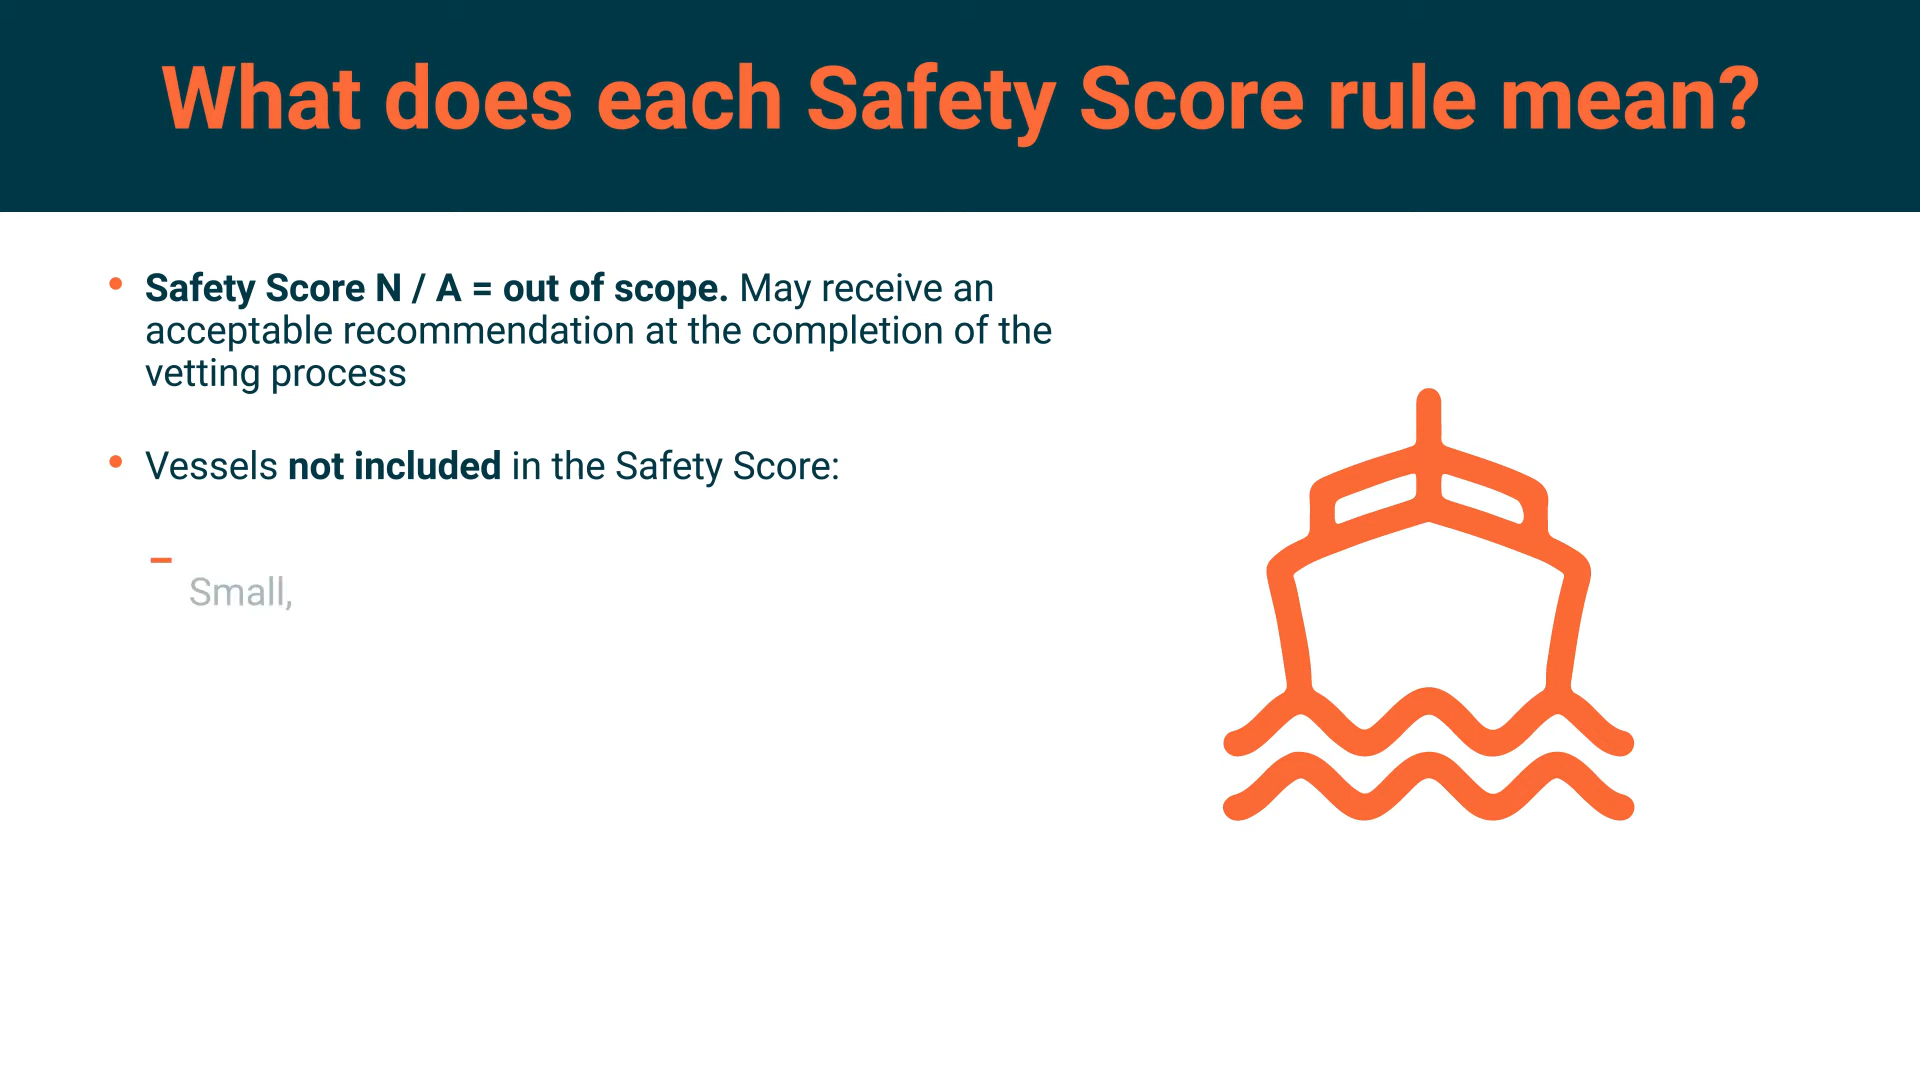 What does each Safety Score rule mean?
• Safety Score N / A = out of scope. May receive an
acceptable recommendation at the completion of the
vetting process
• Vessels not included in the Safety Score:
– Small,